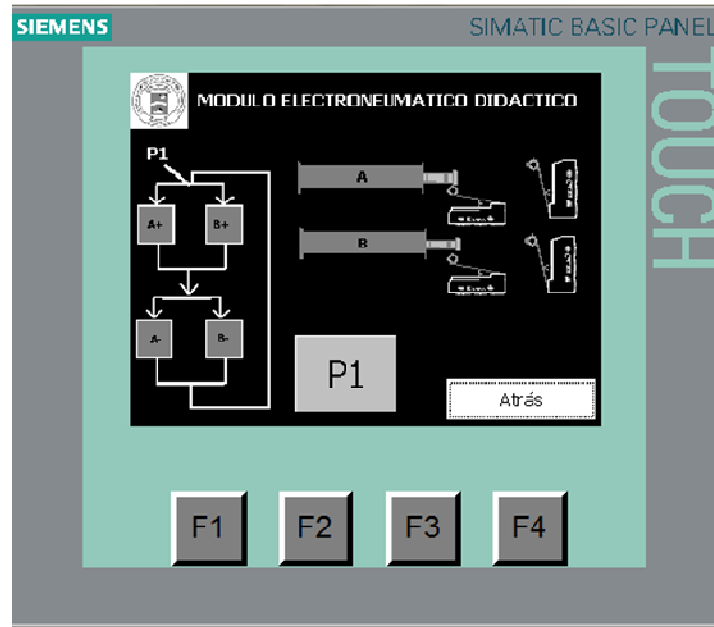 SIEMENS
SIMATIC BASIC PANEL
TOUCH
MODULO ELECTRONEUMATICO DIDACTICO
P1
A
A+
B+
B
A-
B-
P1
Atrás
F1
F2
F3
F4